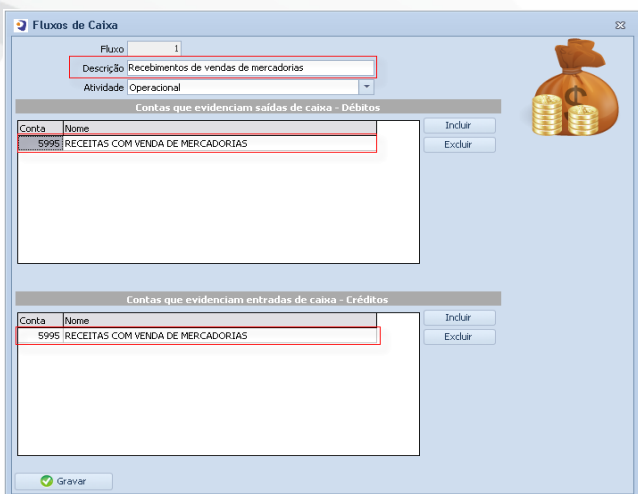 Fluxos de Caixa
Fluxo 1
Descrição Recebimentos de vendas de mercadorias
Atividade Operacional
Contas que evidenciam saídas de caixa - Débitos
Conta Nome Incluir
5995 RECEITAS COM VENDA DE MERCADORIAS Excluir
Contas que evidenciam entradas de caixa - Créditos
Conta Nome Incluir
5995 RECEITAS COM VENDA DE MERCADORIAS Excluir
Gravar